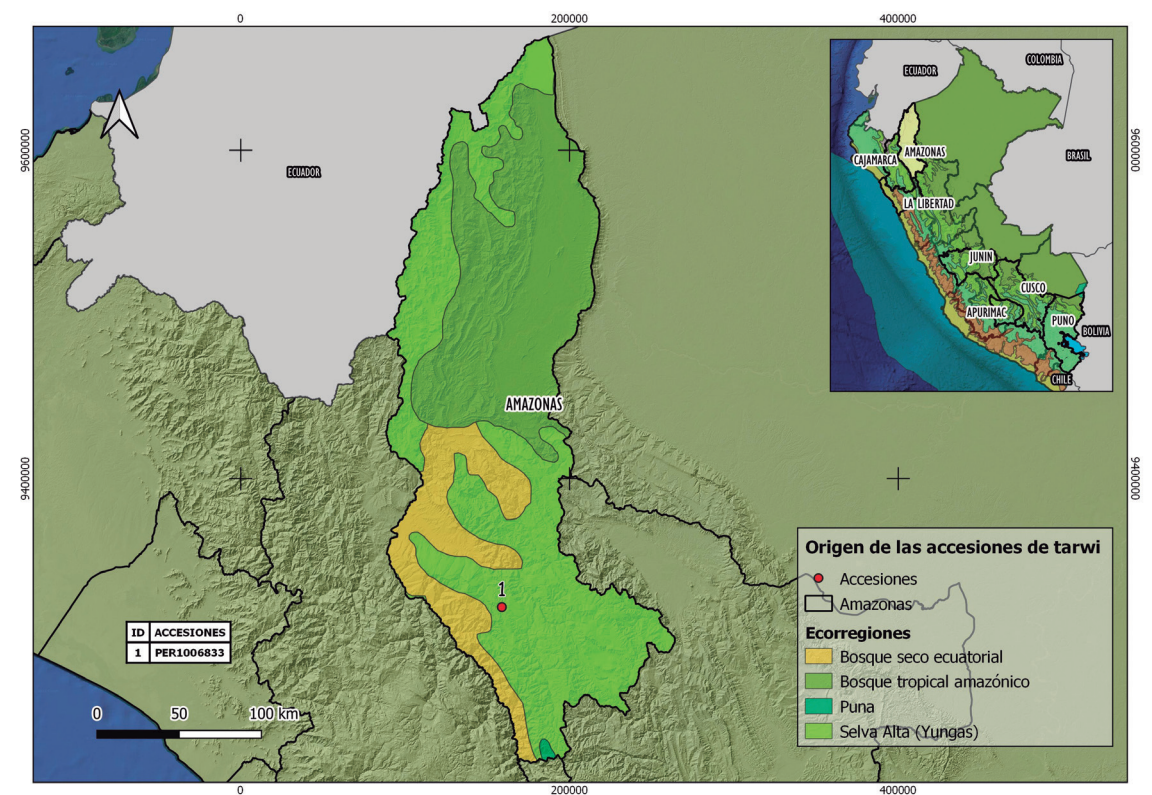 0
200000
400000
9600000
9600000
9400000
9400000
ECUADOR
AMAZONAS
1
COLOMBIA
ECUADOR
BRASIL
AMAZONAS
CAJAMARCA
LA LIBERTAD
JUNIN
CUSCO
APURIMAC
PUNO
BOLIVIA
CHILE
ID ACCESIONES
1 PER1006833
0 50 100 km
Origen de las accesiones de tarwi
Accesiones
Amazonas
Ecorregiones
Bosque seco ecuatorial
Bosque tropical amazónico
Puna
Selva Alta (Yungas)
0
200000
400000